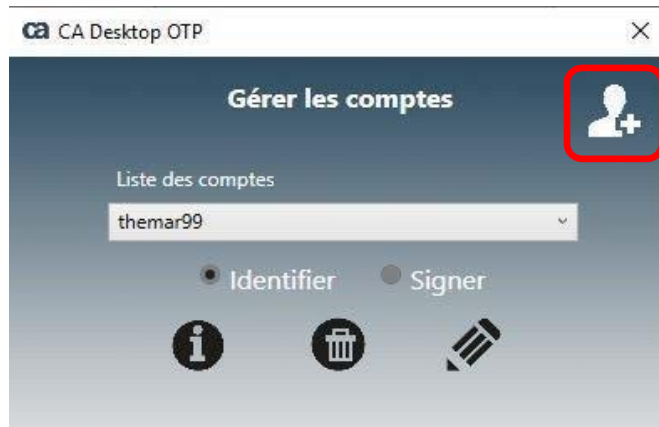 ca CA Desktop OTP
Gérer les comptes
Liste des comptes
themar99
Identifier Signer